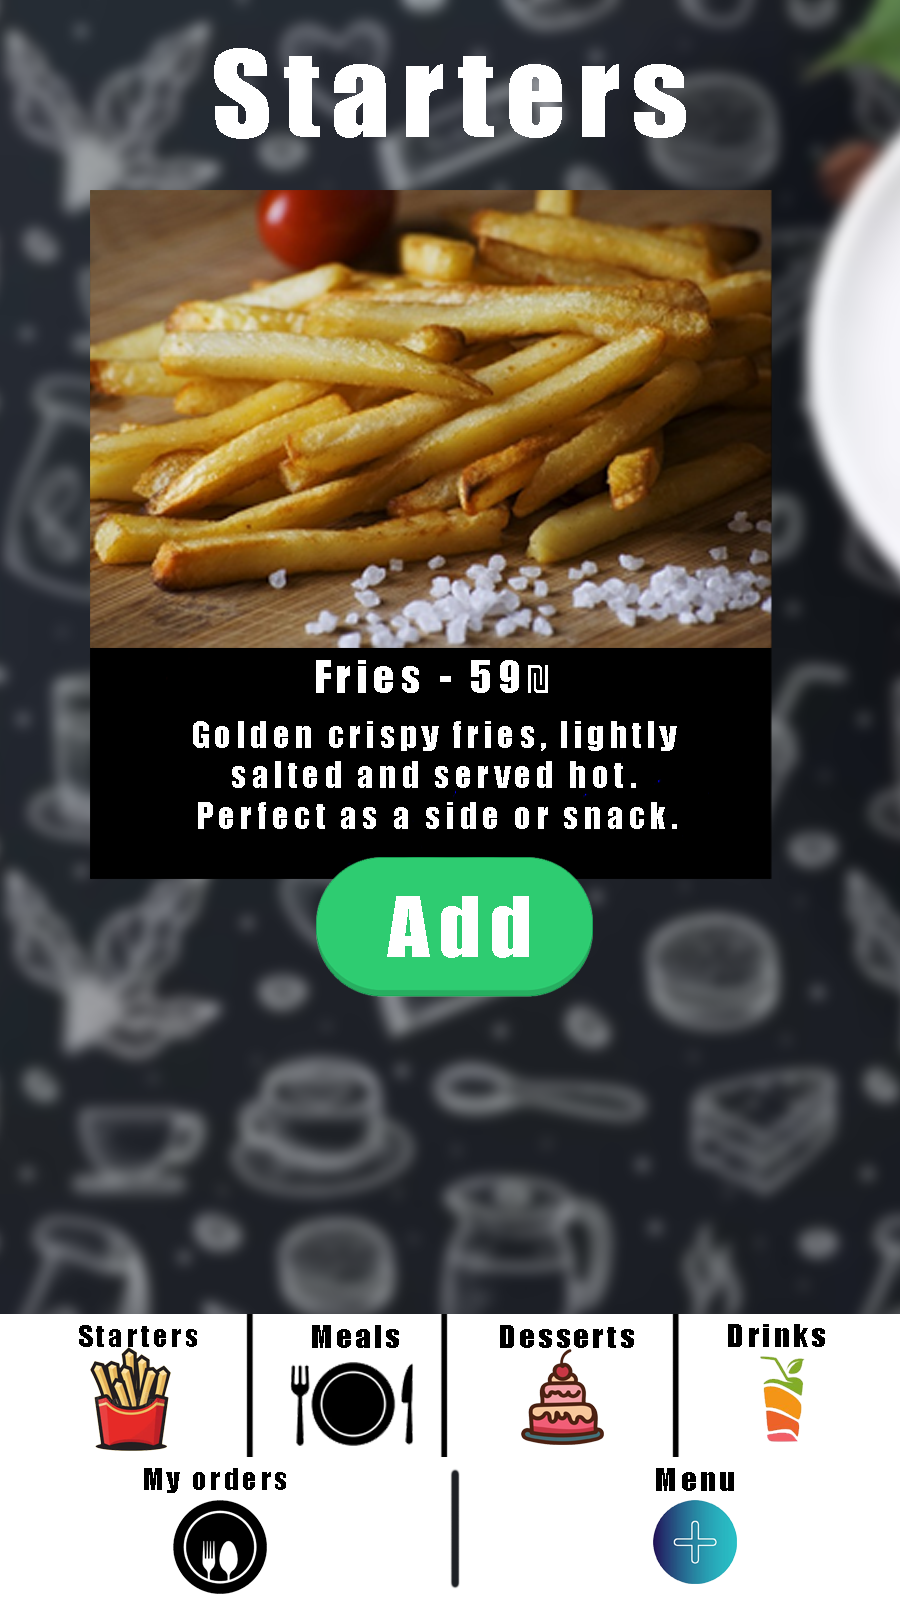 Starters
Fries - 59₪
Golden crispy fries, lightly
salted and served hot.
Perfect as a side or snack.
Add
Starters
Meals
Desserts
Drinks
My orders
Menu